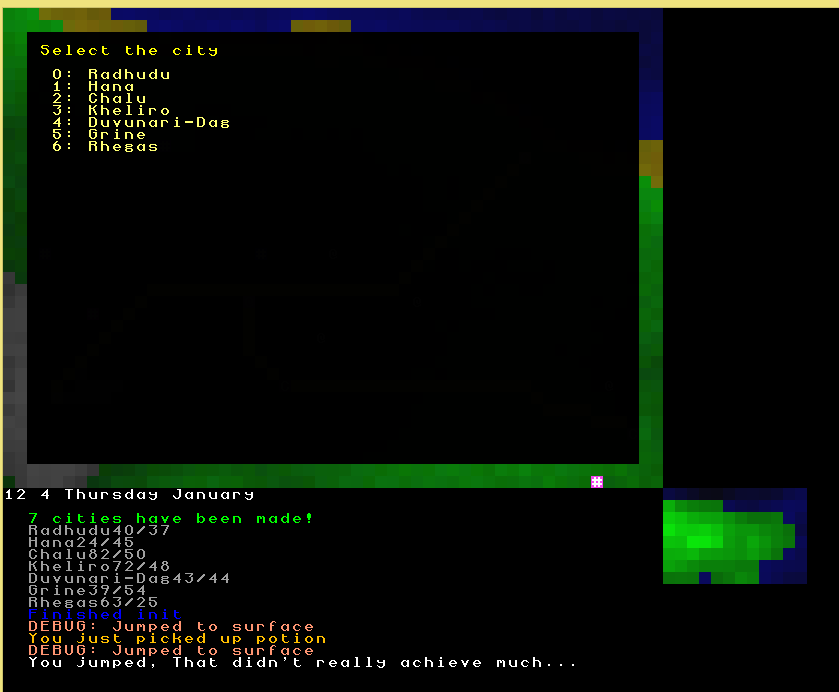 Select the city
0: Radhudu
1: Hana
2: Chalu
3: Kheliro
4: Duvunari-Dag
5: Grine
6: Rhegas
#
12 4 Thursday January
7 cities have been made!
Radhudu40/37
Hana24/45
Chalu82/50
Kheliro72/48
Duvunari-Dag43/44
Grine39/54
Rhegas63/25
Finished init
DEBUG: Jumped to surface
You just picked up potion
DEBUG: Jumped to surface
You jumped, That didn't really achieve much...